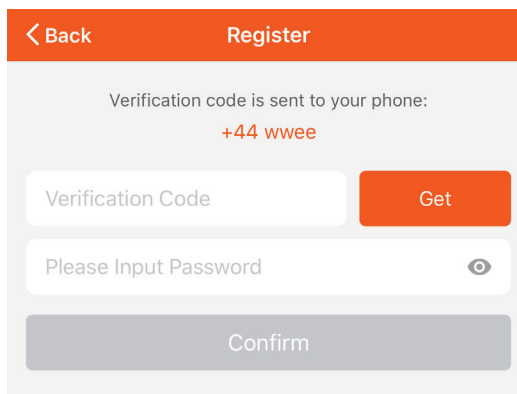 Back
Register
Verification code is sent to your phone:
+44 wwee
Verification Code
Get
Please Input Password
Confirm